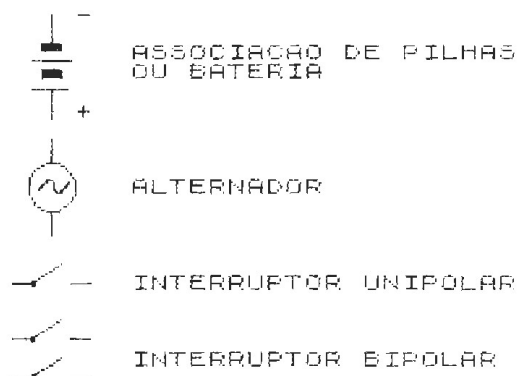 −
ASSOCIACAO DE PILHAS
OU BATERIA
+
ALTERNADOR
INTERRUPTOR UNIPOLAR
INTERRUPTOR BIPOLAR